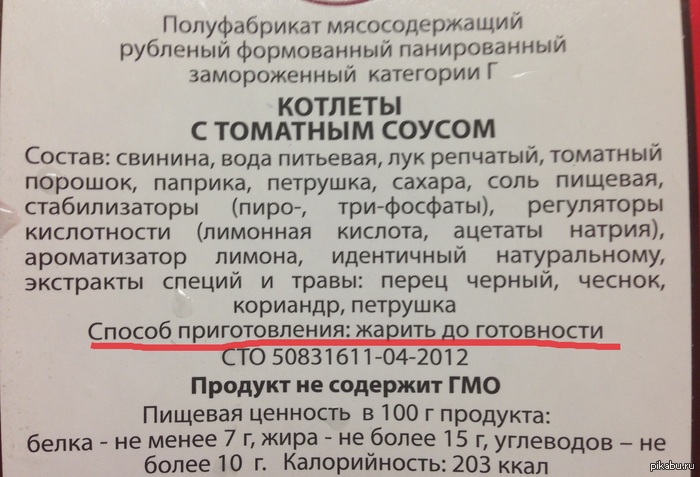 Полуфабрикат мясосодержащий
рубленый формованный панированный
замороженный категории Г
КОТЛЕТЫ
С ТОМАТНЫМ СОУСОМ
Состав: свинина, вода питьевая, лук репчатый, томатный
порошок, паприка, петрушка, сахара, соль пищевая,
стабилизаторы (пиро-, три-фосфаты), регуляторы
кислотности (лимонная кислота, ацетаты натрия),
ароматизатор лимона, идентичный натуральному,
экстракты специй и травы: перец черный, чеснок,
кориандр, петрушка
Способ приготовления: жарить до готовности
СТО 50831611-04-2012
Продукт не содержит ГМО
Пищевая ценность в 100 г продукта:
белка - не менее 7 г, жира - не более 15 г, углеводов – не
более 10 г. Калорийность: 203 ккал
pikabu.ru